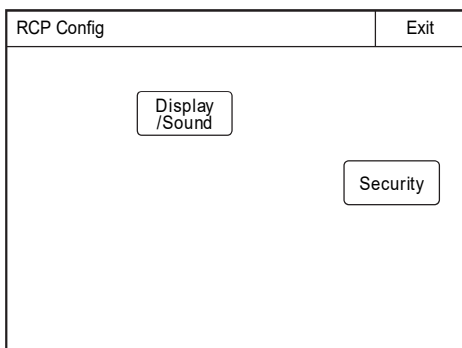 RCP Config
Exit
Display
/Sound
Security